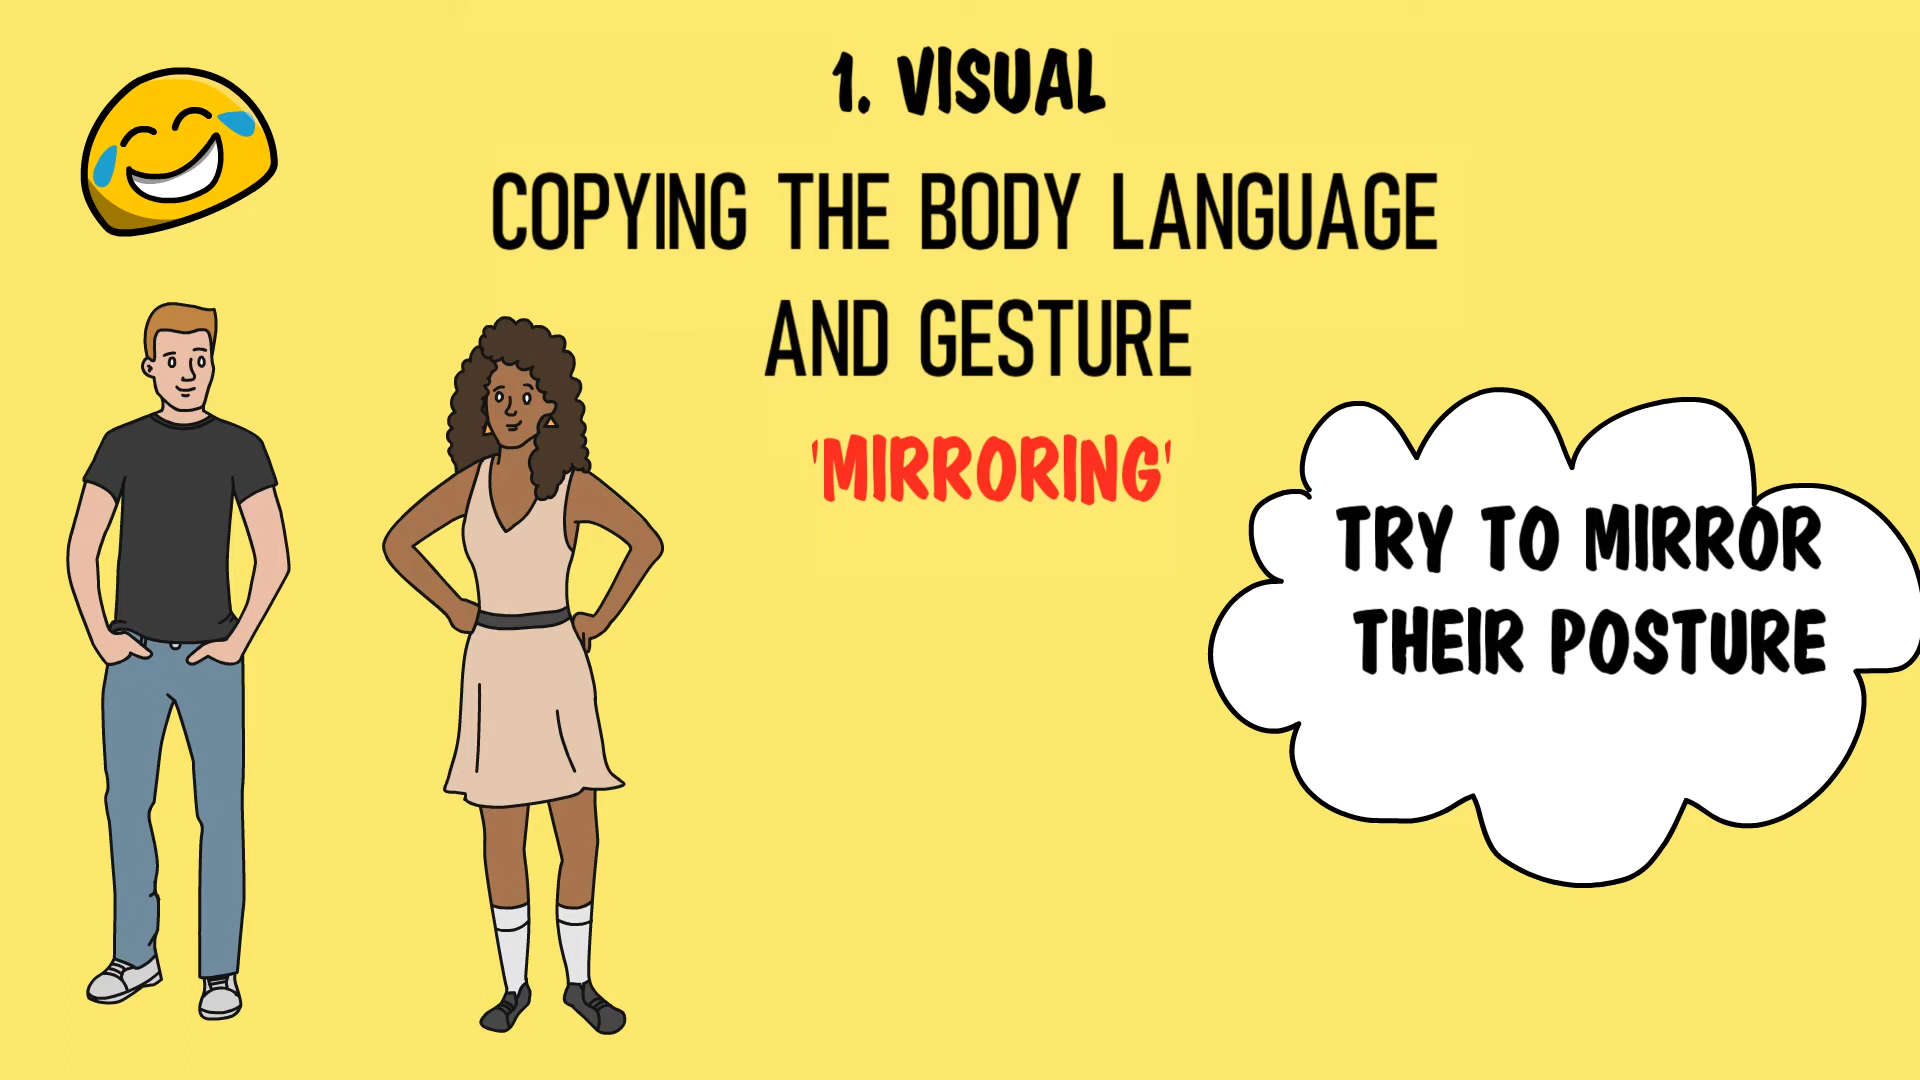 1. VISUAL
COPYING THE BODY LANGUAGE
AND GESTURE
'MIRRORING'
TRY TO MIRROR
THEIR POSTURE